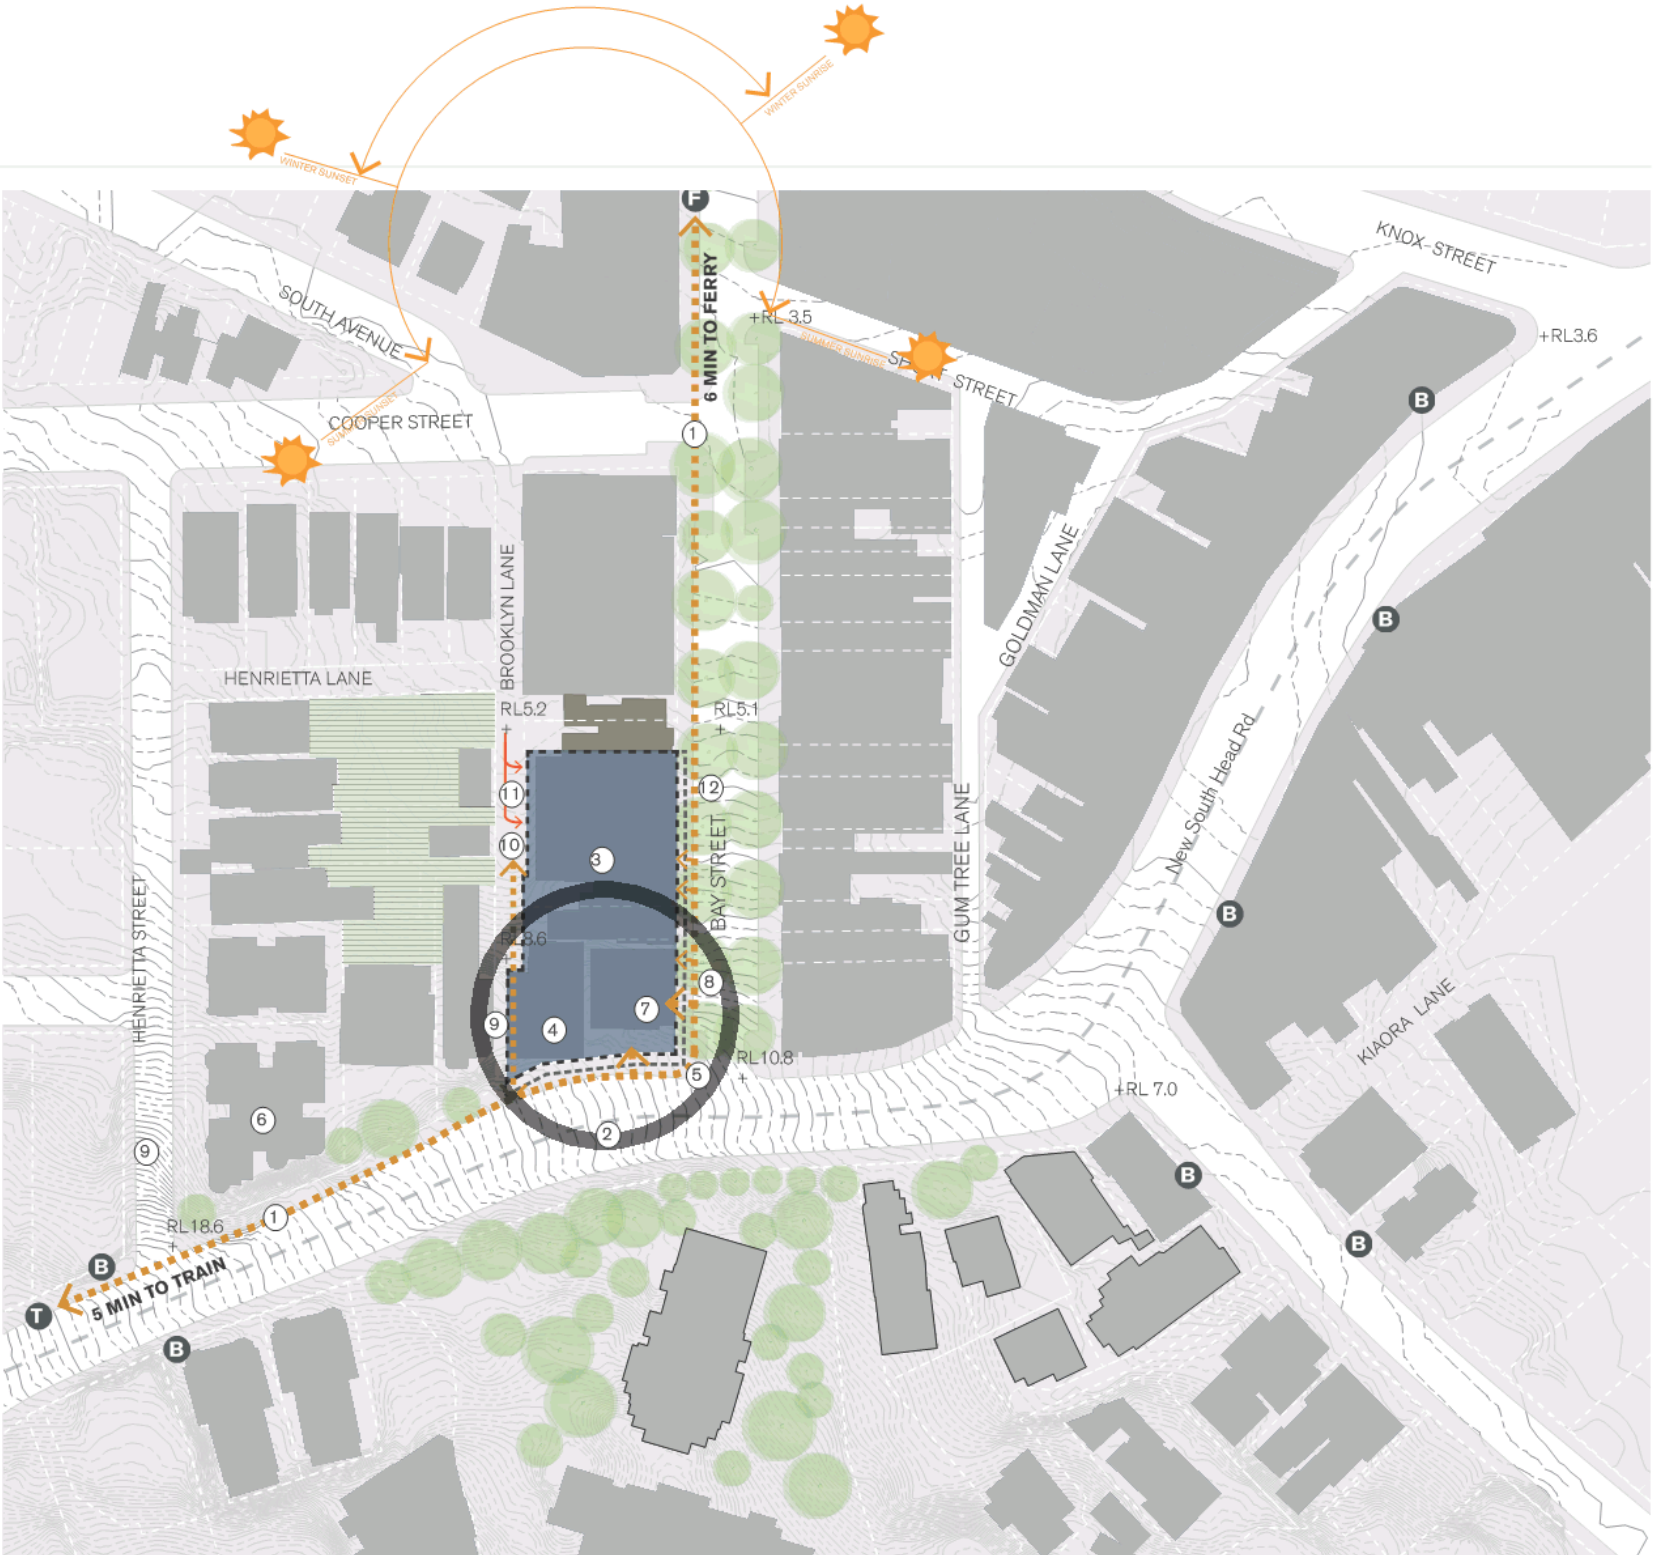 WINTER SUNRISE
WINTER SUNSET
F
KNOX STREET
SOUTH AVENUE
6 MIN TO FERRY
+RL 3.5
+RL3.6
SUMMER SUNRISE
STREET
B
SUMMER SUNSET
COOPER STREET
1
BROOKLYN LANE
GOLDMAN LANE
B
HENRIETTA LANE
RL5.2
+
RL5.1
+
New South Head Rd
11
12
10
3
BAY STREET
GUM TREE LANE
HENRIETTA STREET
B
RL8.6
8
7
9
4
KIAORA LANE
RL10.8
+
5
+RL 7.0
6
2
9
B
1
RL18.6
+
B
B
5 MIN TO TRAIN
T
B